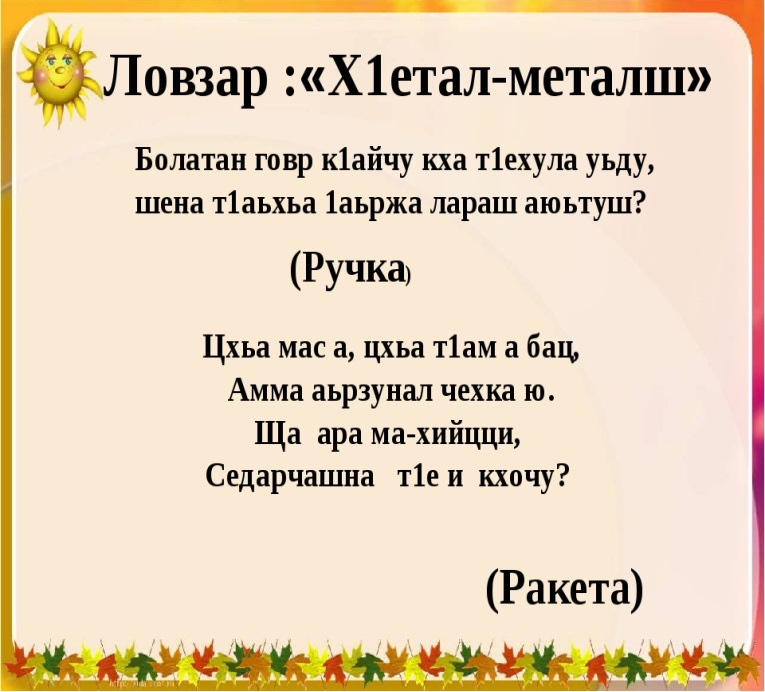 Ловзар :«Х1етал-металш»
Болатан говр к1айчу кха т1ехула уьду,
шена т1аьхьа 1аьржа лараш аюьтуш?
(Ручка)
Цхьа мас а, цхьа т1ам а бац,
Амма аьрзунал чехка ю.
Ща ара ма-хийцци,
Седарчашна т1е и кхочу?
(Ракета)